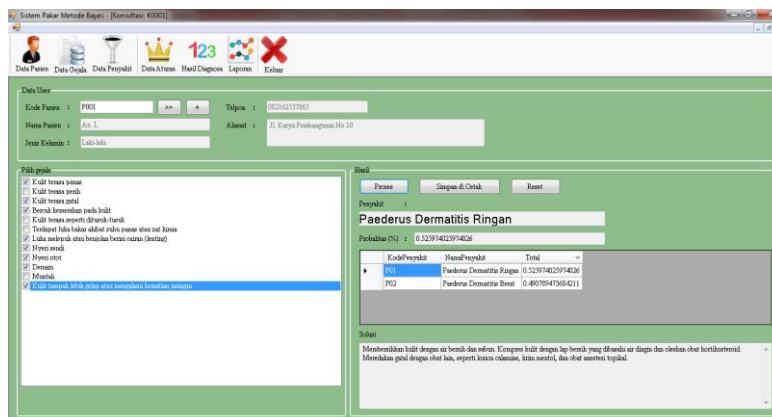 Sistem Pakar Metode Bayes - [Konsultasi: K0001]
Data Pasien Data Gejala Data Penyakit Data Aturan Hasil Diagnosa Laporan Keluar
123
Data User
Kode Pasien : P001 >> + Telpon : 082162537865
Nama Pasien : An. L Alamat : Jl. Karya Pembangunan No.10
Jenis Kelamin : Laki-laki
Pilih gejala
Kulit terasa panas
Kulit terasa perih
Kulit terasa gatal
Bercak kemerahan pada kulit
Kulit terasa seperti ditusuk-tusuk
Terdapat luka bakar akibat suhu panas atau zat kimia
Luka melepuh atau benjolan berisi cairan (lenting)
Nyeri sendi
Nyeri otot
Demam
Muntah
Kulit tampak lebih gelap atau mengalami kematian jaringan
Hasil
Proses Simpan & Cetak Reset
Penyakit :
Paederus Dermatitis Ringan
Probalitas (%) : 0.525974025974026
KodePenyakit NamaPenyakit Total
P01 Paederus Dermatitis Ringan 0.525974025974026
P02 Paederus Dermatitis Berat 0.490789473684211
Solusi
Membersihkan kulit dengan air bersih dan sabun. Kompres kulit dengan lap bersih yang dibasahi air dingin dan oleskan obat kortikosteroid.
Meredakan gatal dengan obat lain, seperti losion calamine, krim mentol, dan obat anestesi topikal.